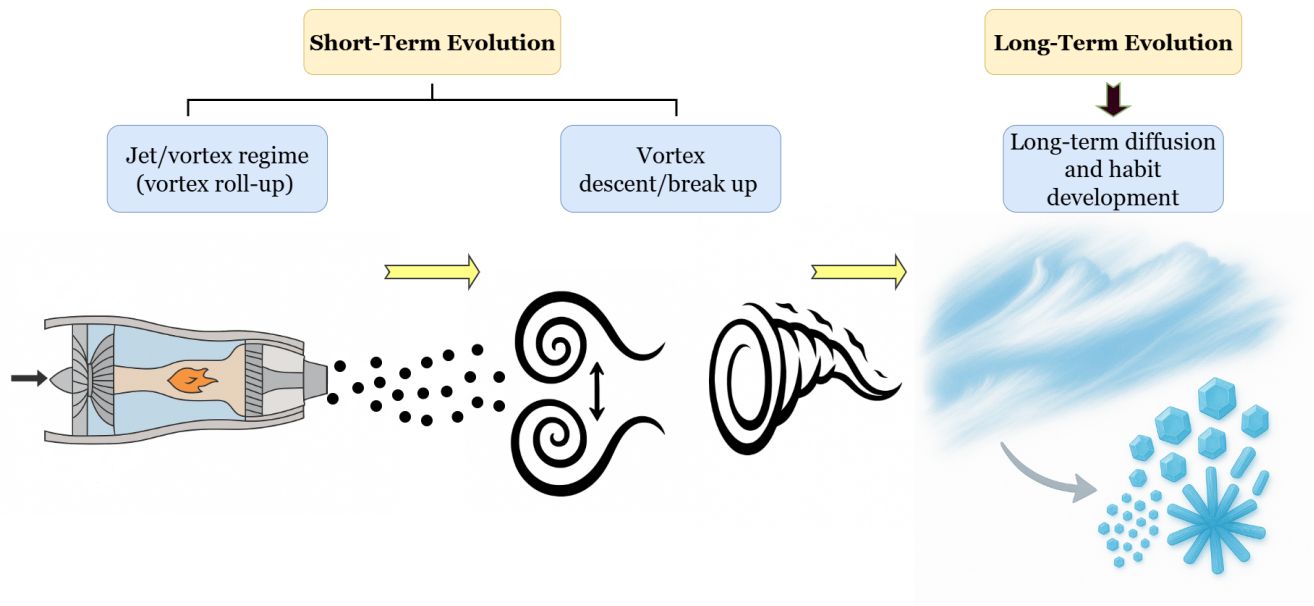 Short-Term Evolution
Long-Term Evolution
Jet/vortex regime
(vortex roll-up)
Vortex
descent/break up
Long-term diffusion
and habit
development